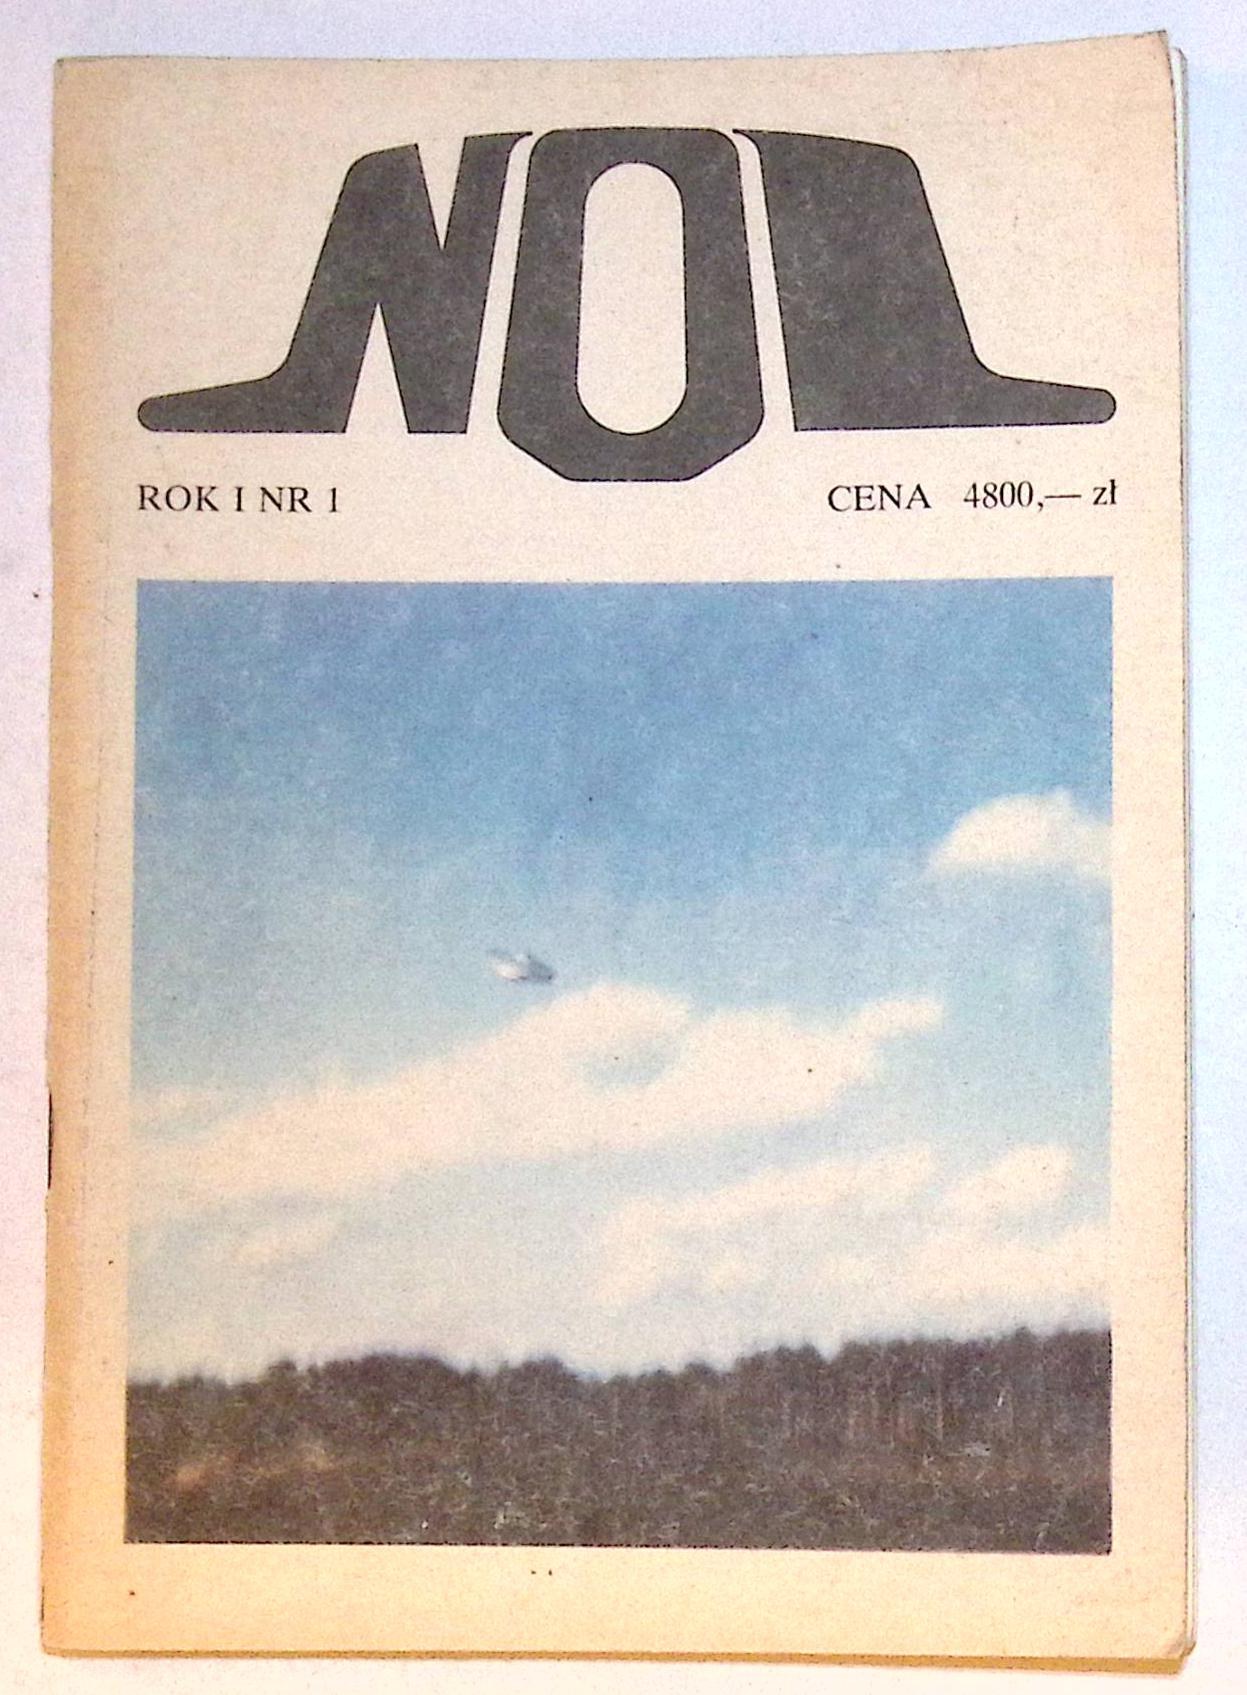 NOL
ROK I NR 1
CENA 4800,— zł